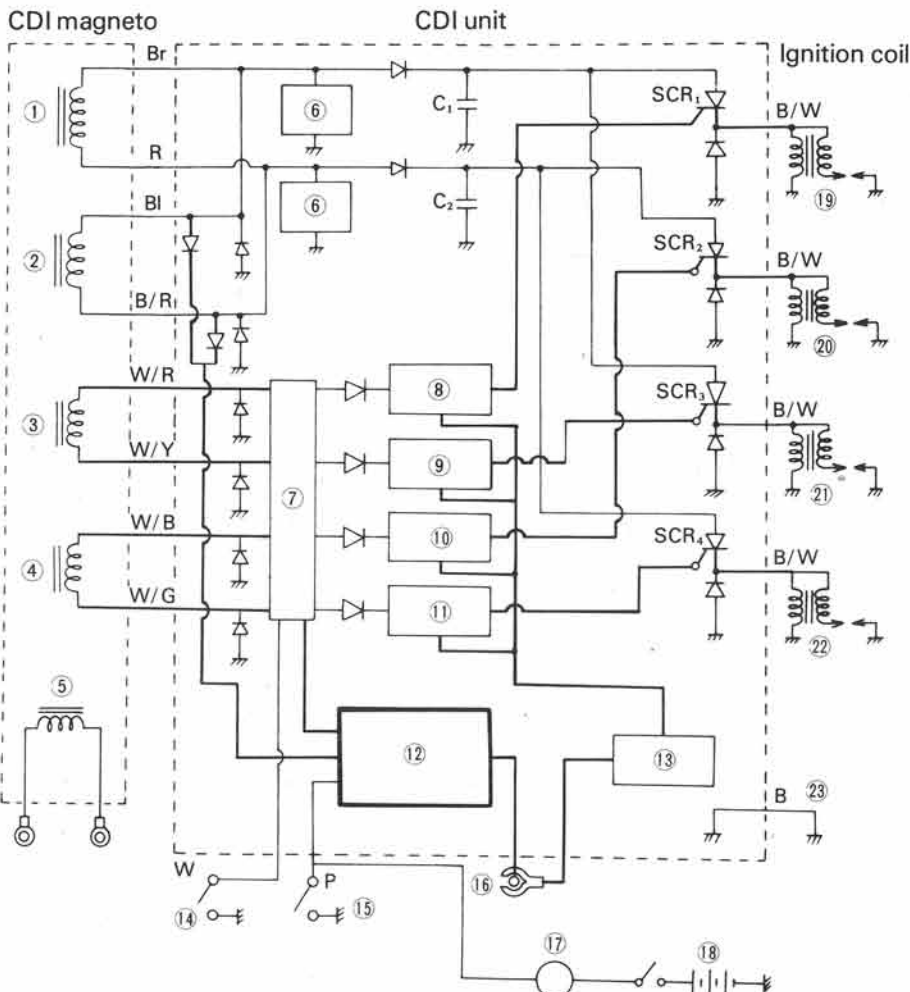 CDI magneto CDI unit
Ignition coil
Br
① ⑥ C₁ SCR₁ B/W
R
⑥ C₂ ⑲
Bl
② SCR₂ B/W
B/R
⑳
W/R
③ ⑧ SCR₃ B/W
W/Y
⑨ ㉑
⑦
W/B
④ ⑩ SCR₄ B/W
W/G
⑪ ㉒
⑤
⑫ ⑬
B ㉓
W P
⑭ ⑮ ⑯
⑰ ⑱